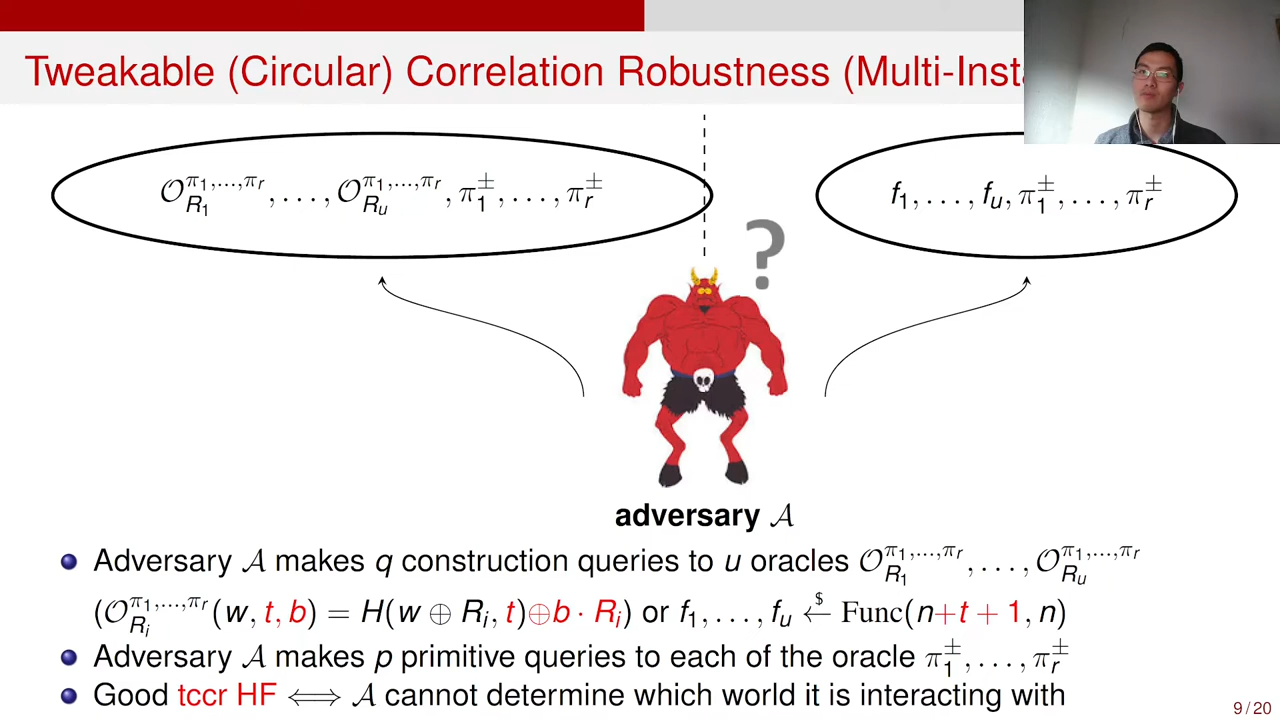 Tweakable (Circular) Correlation Robustness (Multi-Insta
𝒪_{R_1}^{π_1,...,π_r}, . . . , 𝒪_{R_u}^{π_1,...,π_r}, π_1^±, . . . , π_r^±
f_1, . . . , f_u, π_1^±, . . . , π_r^±
?
adversary 𝒜
Adversary 𝒜 makes q construction queries to u oracles 𝒪_{R_1}^{π_1,...,π_r}, . . . , 𝒪_{R_u}^{π_1,...,π_r}
(𝒪_{R_i}^{π_1,...,π_r}(w, t, b) = H(w ⊕ R_i, t)⊕b · R_i) or f_1, . . . , f_u ←^$ Func(n+t + 1, n)
Adversary 𝒜 makes p primitive queries to each of the oracle π_1^±, . . . , π_r^±
Good tccr HF ⟺ 𝒜 cannot determine which world it is interacting with
9 / 20